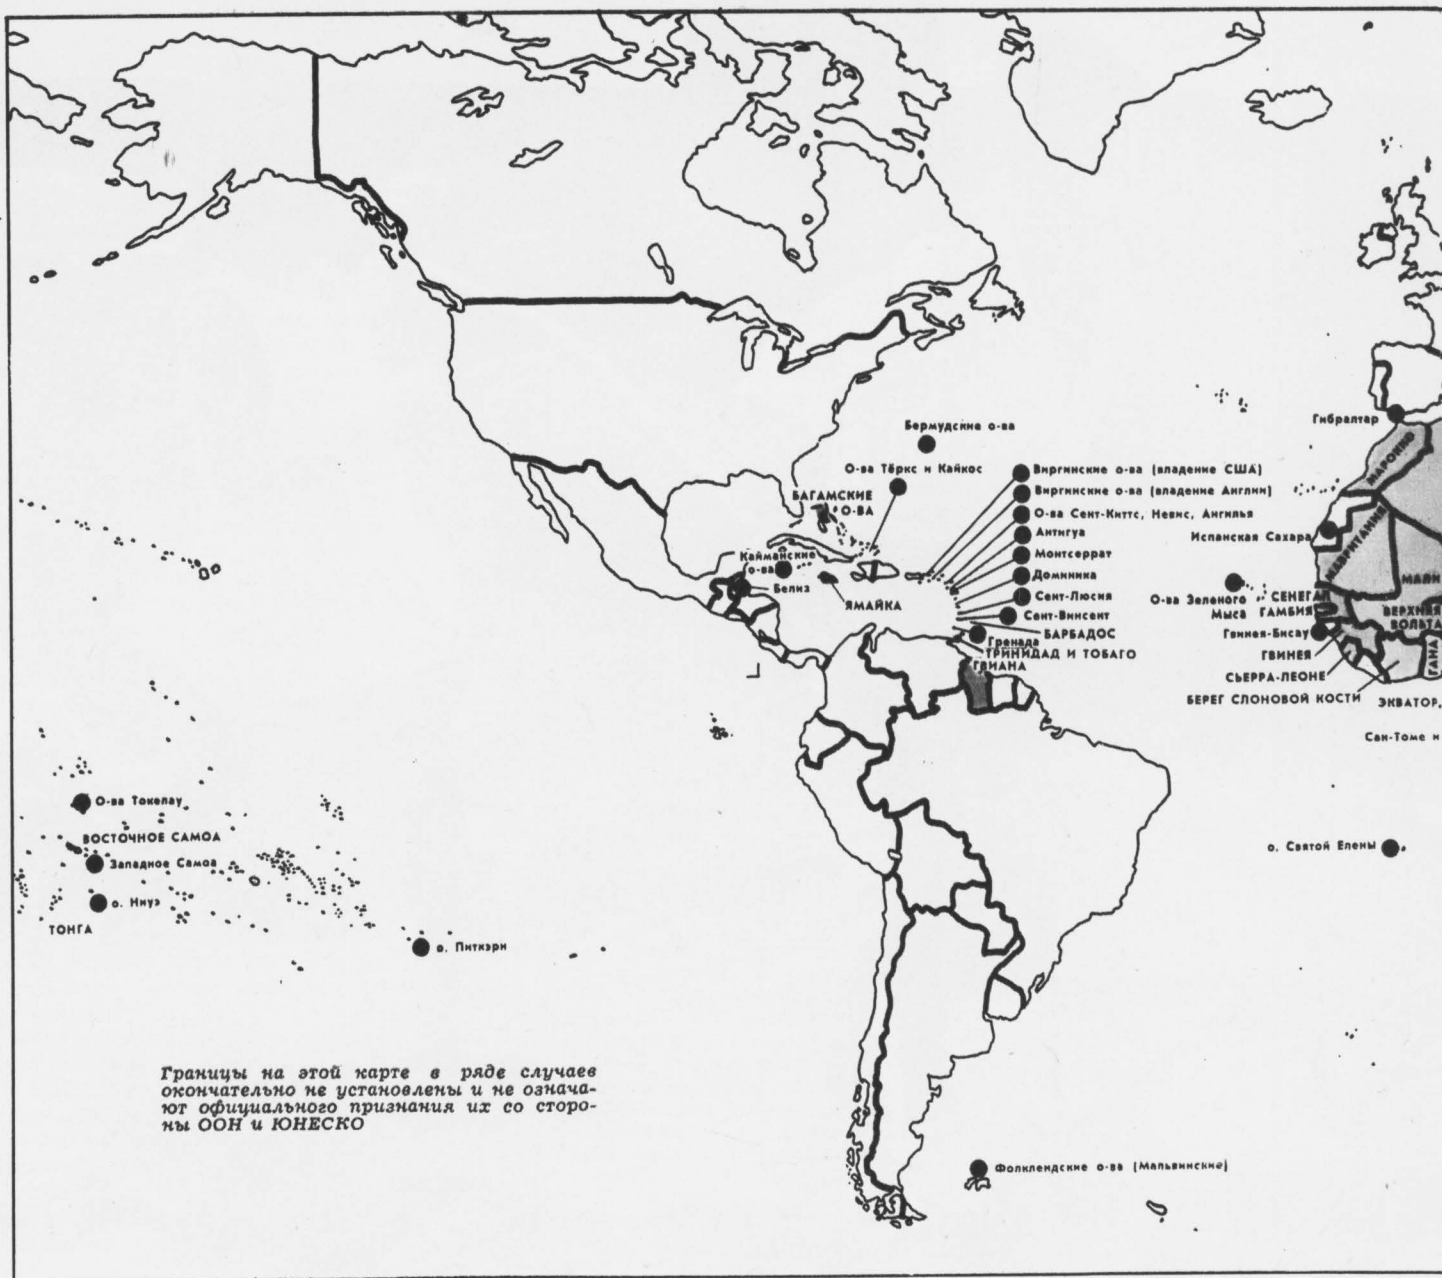 Бермудские о-ва
О-ва Тёркс и Кайкос
БАГАМСКИЕ
О-ВА
Кайманские
о-ва
Белиз
ЯМАЙКА
Виргинские о-ва (владение США)
Виргинские о-ва (владение Англии)
О-ва Сент-Киттс, Невис, Ангилья
Антигуа
Монтсеррат
Доминика
Сент-Люсия
Сент-Винсент
БАРБАДОС
Гренада
ТРИНИДАД И ТОБАГО
ГВИАНА
Гибралтар
МАРОККО
Испанская Сахара
МАВРИТАНИЯ
МАЛИ
О-ва Зеленого
Мыса
СЕНЕГАЛ
ГАМБИЯ
ВЕРХНЯЯ
ВОЛЬТА
Гвинея-Бисау
ГВИНЕЯ
ГАНА
СЬЕРРА-ЛЕОНЕ
БЕРЕГ СЛОНОВОЙ КОСТИ
ЭКВАТОР.
Сан-Томе и
О-ва Токелау
ВОСТОЧНОЕ САМОА
Западное Самоа
о. Ниуэ
ТОНГА
о. Питкэрн
о. Святой Елены
Границы на этой карте в ряде случаев
окончательно не установлены и не означа-
ют официального признания их со сторо-
ны ООН и ЮНЕСКО
Фолклендские о-ва (Мальвинские)